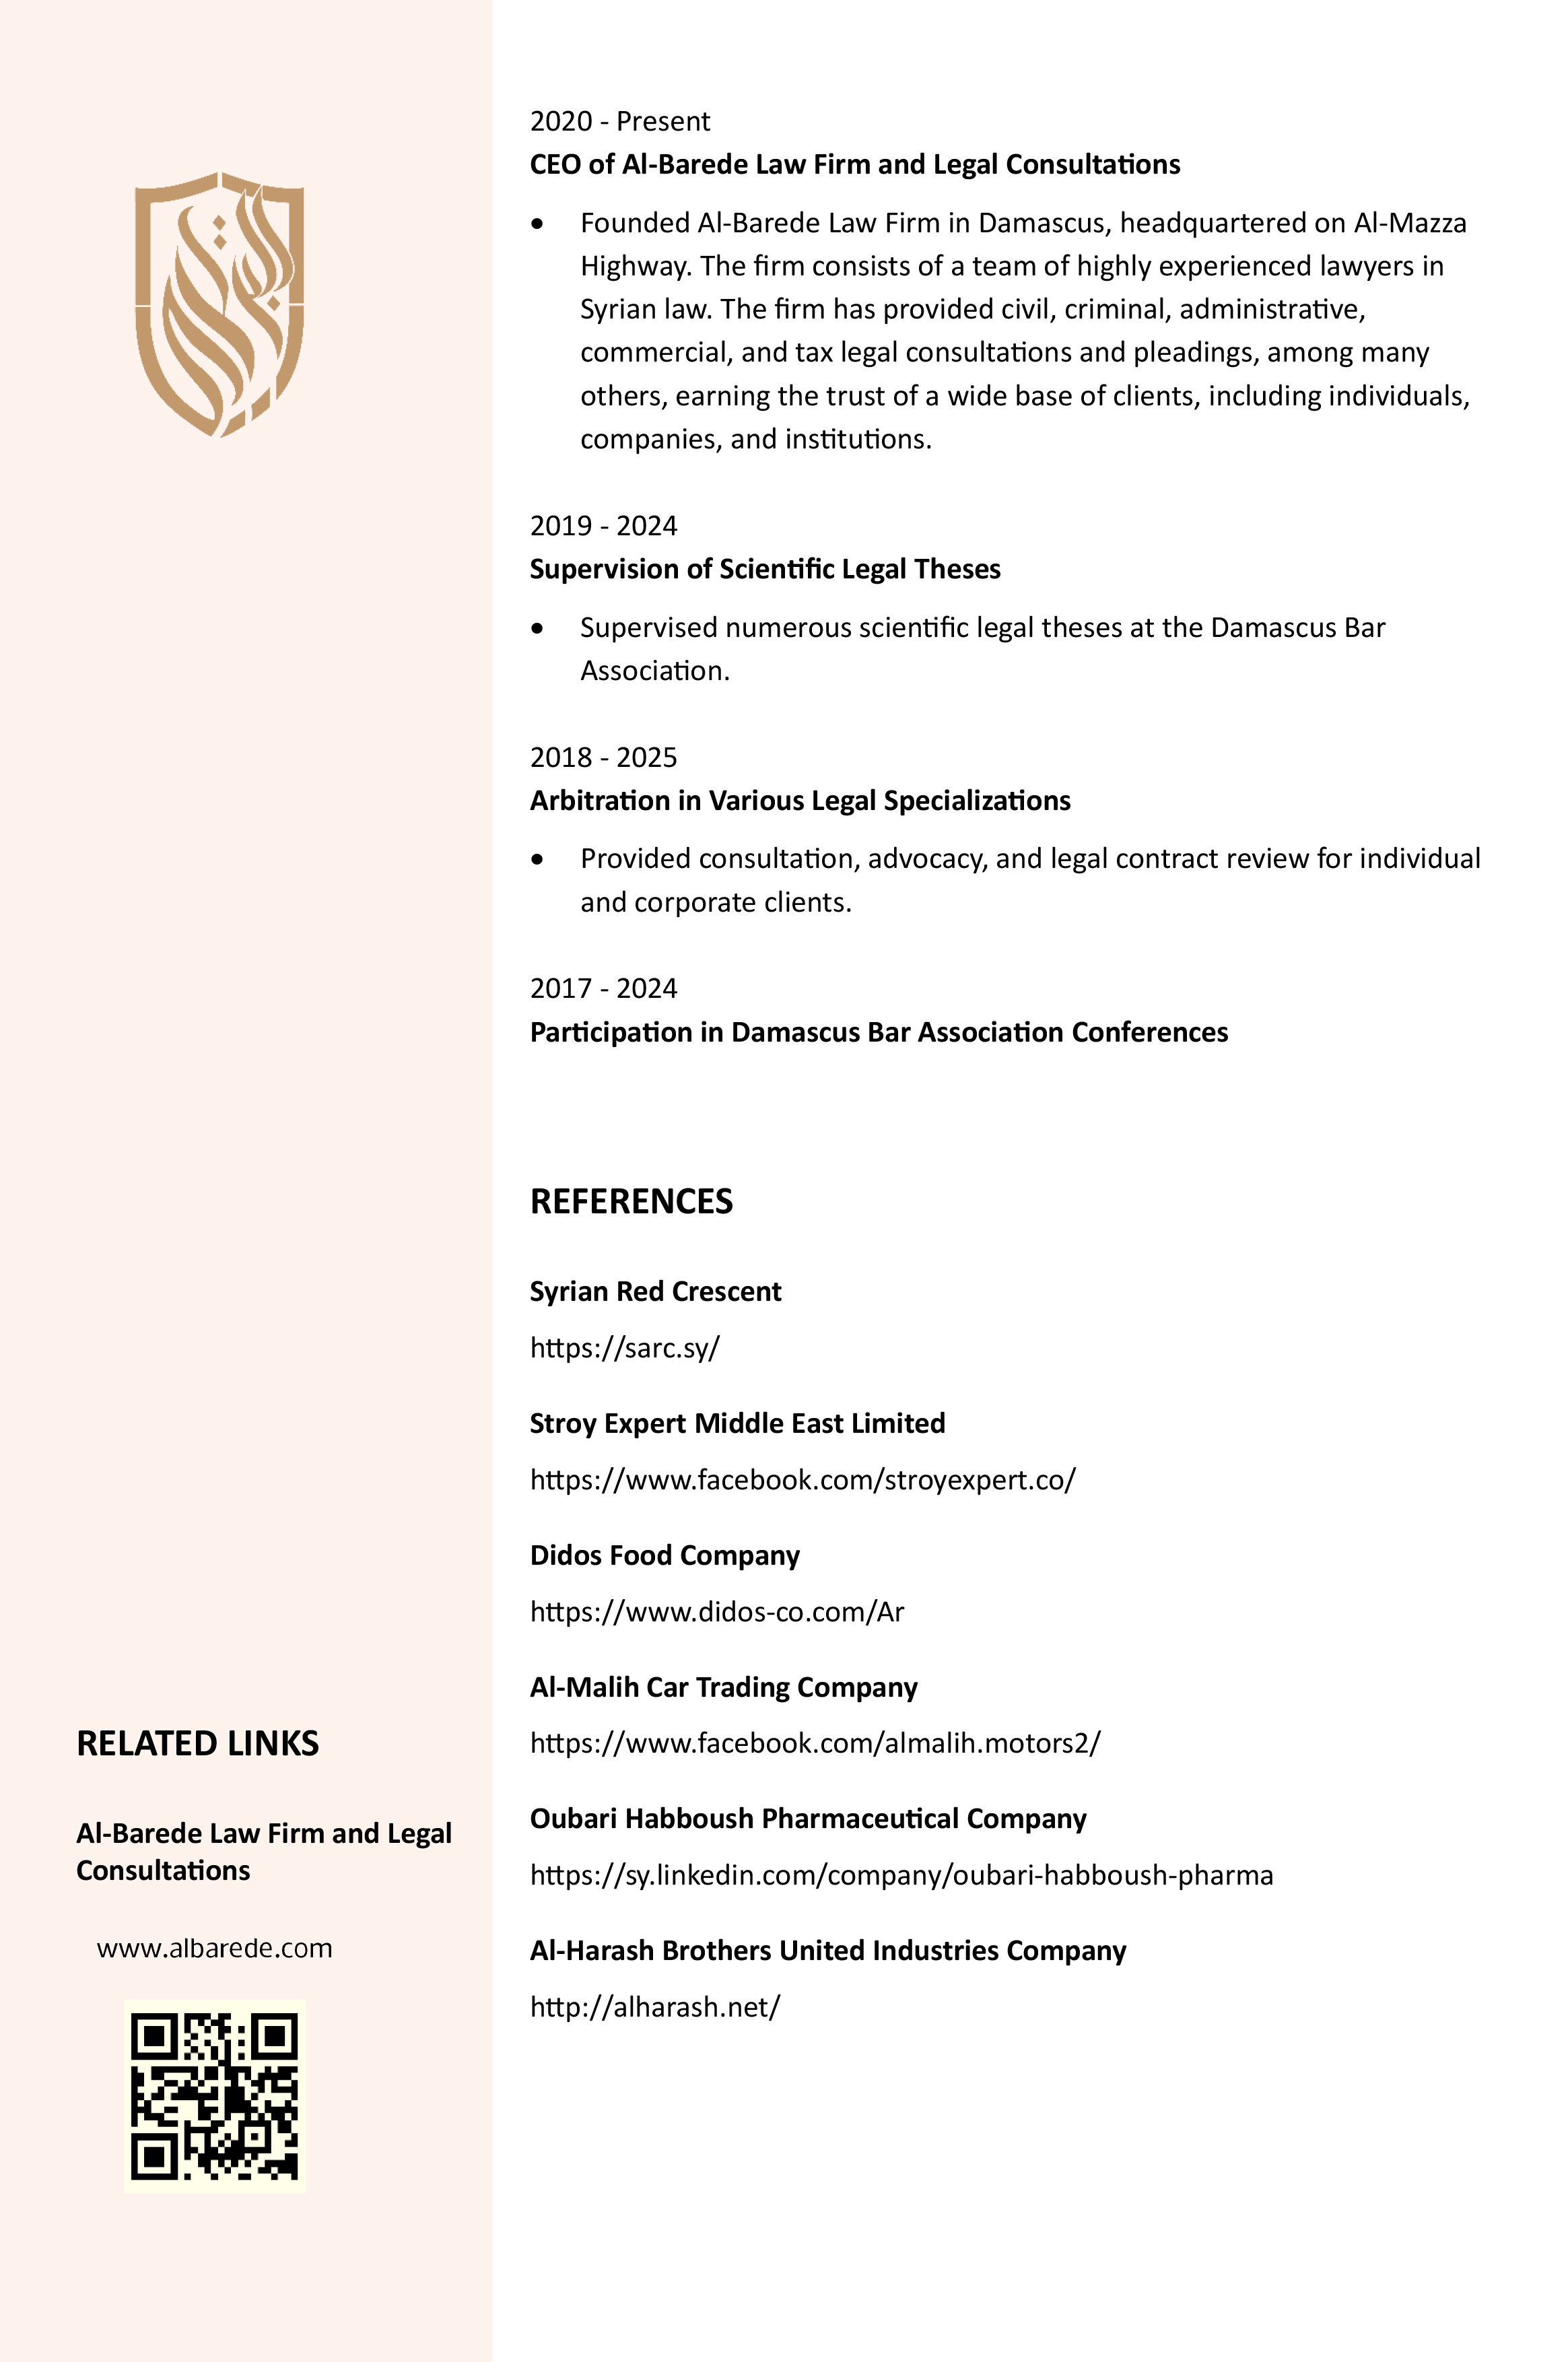 2020 - Present
CEO of Al-Barede Law Firm and Legal Consultations
• Founded Al-Barede Law Firm in Damascus, headquartered on Al-Mazza
Highway. The firm consists of a team of highly experienced lawyers in
Syrian law. The firm has provided civil, criminal, administrative,
commercial, and tax legal consultations and pleadings, among many
others, earning the trust of a wide base of clients, including individuals,
companies, and institutions.
2019 - 2024
Supervision of Scientific Legal Theses
• Supervised numerous scientific legal theses at the Damascus Bar
Association.
2018 - 2025
Arbitration in Various Legal Specializations
• Provided consultation, advocacy, and legal contract review for individual
and corporate clients.
2017 - 2024
Participation in Damascus Bar Association Conferences
REFERENCES
Syrian Red Crescent
https://sarc.sy/
Stroy Expert Middle East Limited
https://www.facebook.com/stroyexpert.co/
Didos Food Company
https://www.didos-co.com/Ar
Al-Malih Car Trading Company
https://www.facebook.com/almalih.motors2/
Oubari Habboush Pharmaceutical Company
https://sy.linkedin.com/company/oubari-habboush-pharma
Al-Harash Brothers United Industries Company
http://alharash.net/
RELATED LINKS
Al-Barede Law Firm and Legal
Consultations
www.albarede.com